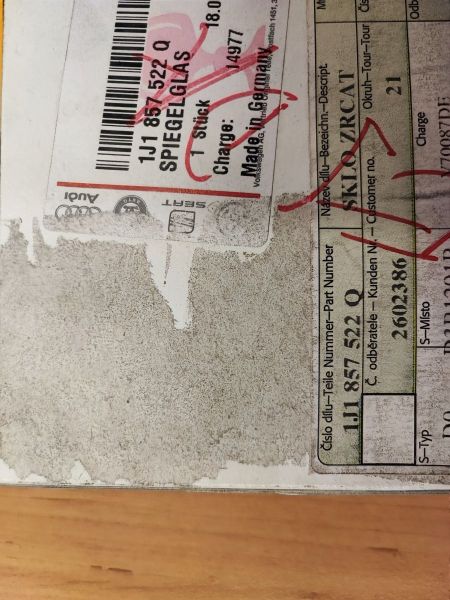 1J1 857 522 Q
SPIEGELGLAS
1 Stück
18.0
Charge:
14977
Made in Germany
Audi
SEAT
Číslo dílu–Teile Nummer–Part Number
1J1 857 522 Q
Název dílu–Bezeichn.–Descript.
SKLO ZRCAT
Č. odběratele – Kunden Nr. – Customer no.
2602386
Okruh–Tour–Tour
21
S–Typ
S–Místo
Charge
V70087DE